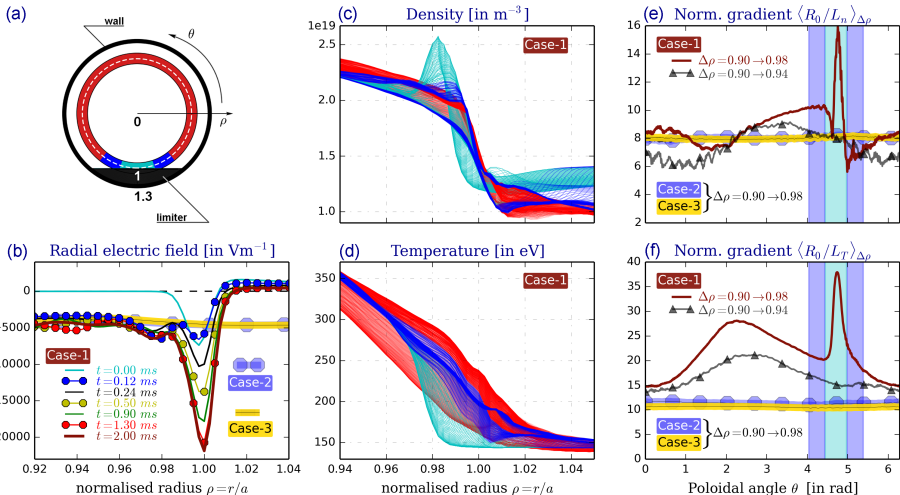 (a)
wall
θ
ρ
0
1
1.3
limiter
(b) Radial electric field [in Vm⁻¹]
0
-5000
10000
15000
20000
Case-1
t=0.00 ms
t=0.12 ms
t=0.24 ms
t=0.50 ms
t=0.90 ms
t=1.30 ms
t=2.00 ms
Case-2
Case-3
0.92 0.94 0.96 0.98 1.00 1.02 1.04
normalised radius ρ=r/a
(c) Density [in m⁻³]
1e19
Case-1
2.5
2.0
1.5
1.0
(d) Temperature [in eV]
Case-1
350
300
250
200
150
0.94 0.96 0.98 1.00 1.02 1.04
normalised radius ρ=r/a
(e) Norm. gradient ⟨R₀/Lₙ⟩Δρ
Case-1
Δρ=0.90→0.98
Δρ=0.90→0.94
Case-2
Case-3
} Δρ=0.90→0.98
16
14
12
10
8
6
4
2
(f) Norm. gradient ⟨R₀/L_T⟩Δρ
Case-1
Δρ=0.90→0.98
Δρ=0.90→0.94
Case-2
Case-3
} Δρ=0.90→0.98
40
35
30
25
20
15
10
5
0
0 1 2 3 4 5 6
Poloidal angle θ [in rad]